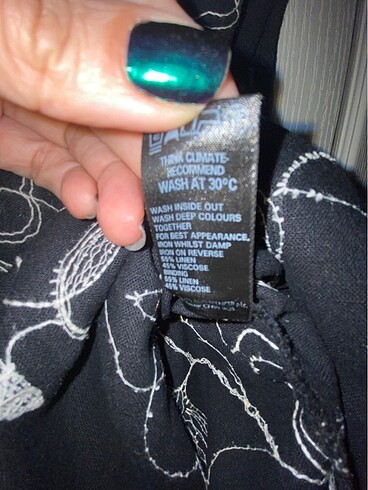 THINK CLIMATE-
RECOMMEND
WASH AT 30°C
WASH INSIDE OUT
WASH DEEP COLOURS
TOGETHER
FOR BEST APPEARANCE.
IRON WHILST DAMP
IRON ON REVERSE
55% LINEN
45% VISCOSE
BINDING
55% LINEN
45% VISCOSE